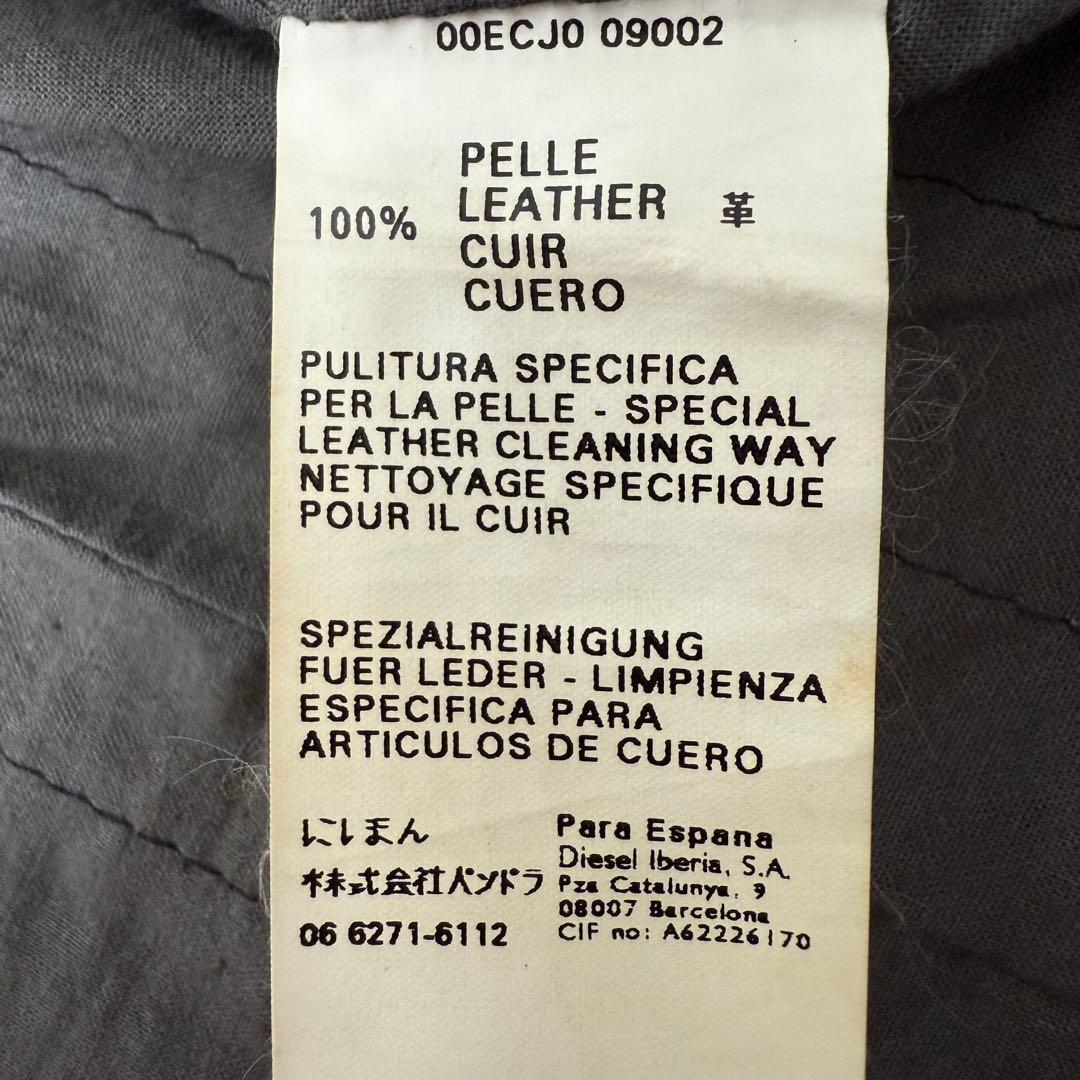 00ECJ0 09002
PELLE
LEATHER 革
100%
CUIR
CUERO
PULITURA SPECIFICA
PER LA PELLE - SPECIAL
LEATHER CLEANING WAY
NETTOYAGE SPECIFIQUE
POUR IL CUIR
SPEZIALREINIGUNG
FUER LEDER - LIMPIENZA
ESPECIFICA PARA
ARTICULOS DE CUERO
にしまん
株式会社パンドラ
06 6271-6112
Para Espana
Diesel Iberia, S.A.
Pza Catalunya, 9
08007 Barcelona
CIF no: A62226170